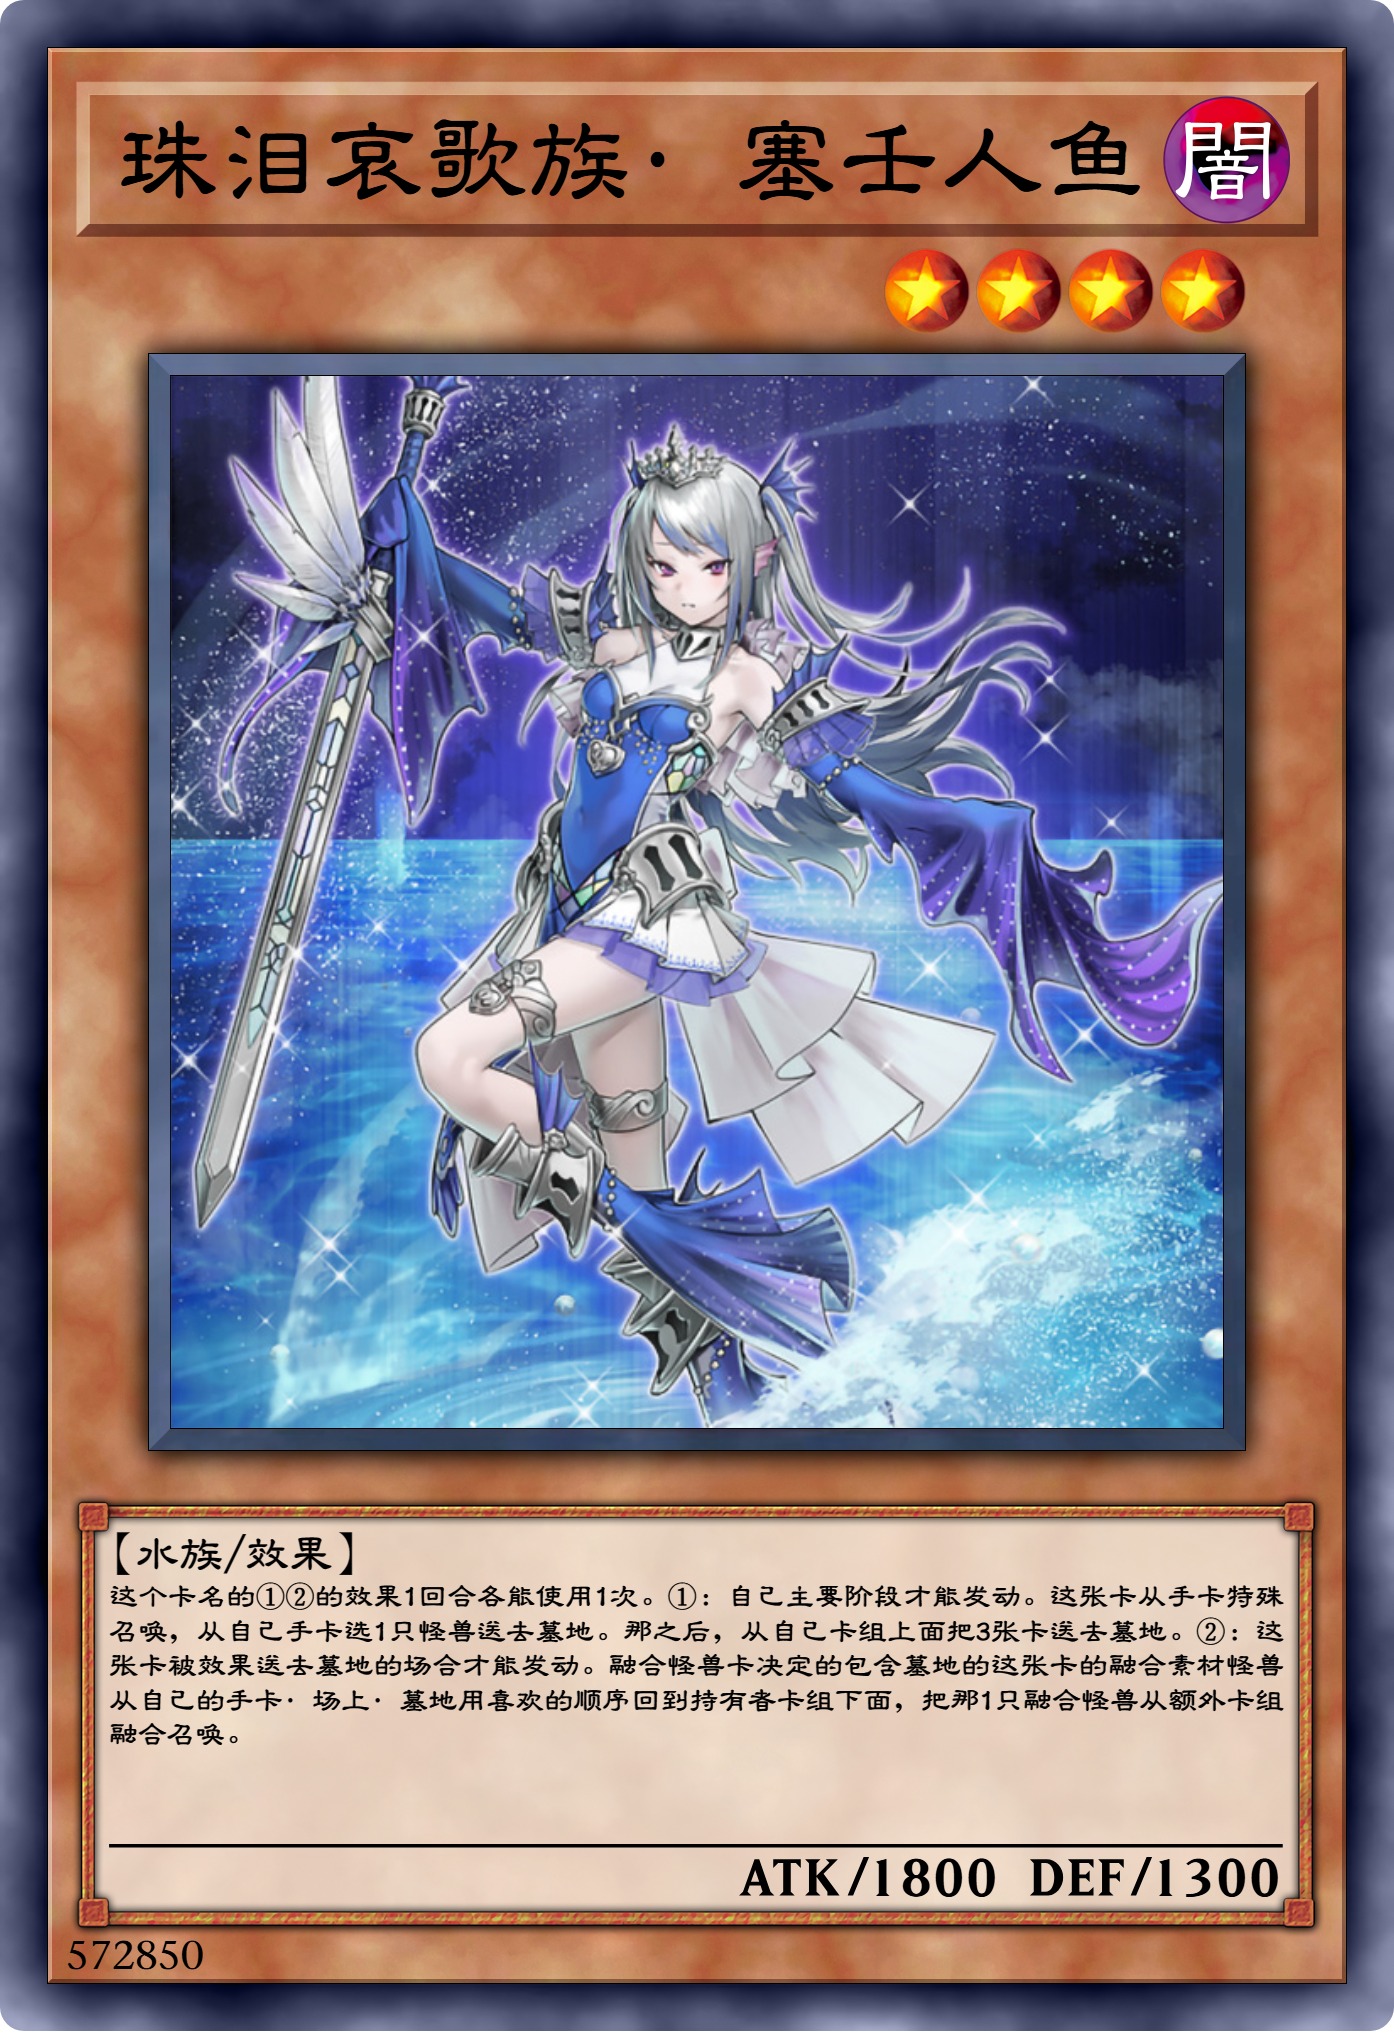 珠泪哀歌族·塞壬人鱼 闇
【水族/效果】
这个卡名的①②的效果1回合各能使用1次。①：自己主要阶段才能发动。这张卡从手卡特殊
召唤，从自己手卡选1只怪兽送去墓地。那之后，从自己卡组上面把3张卡送去墓地。②：这
张卡被效果送去墓地的场合才能发动。融合怪兽卡决定的包含墓地的这张卡的融合素材怪兽
从自己的手卡·场上·墓地用喜欢的顺序回到持有者卡组下面，把那1只融合怪兽从额外卡组
融合召唤。
ATK/1800 DEF/1300
572850